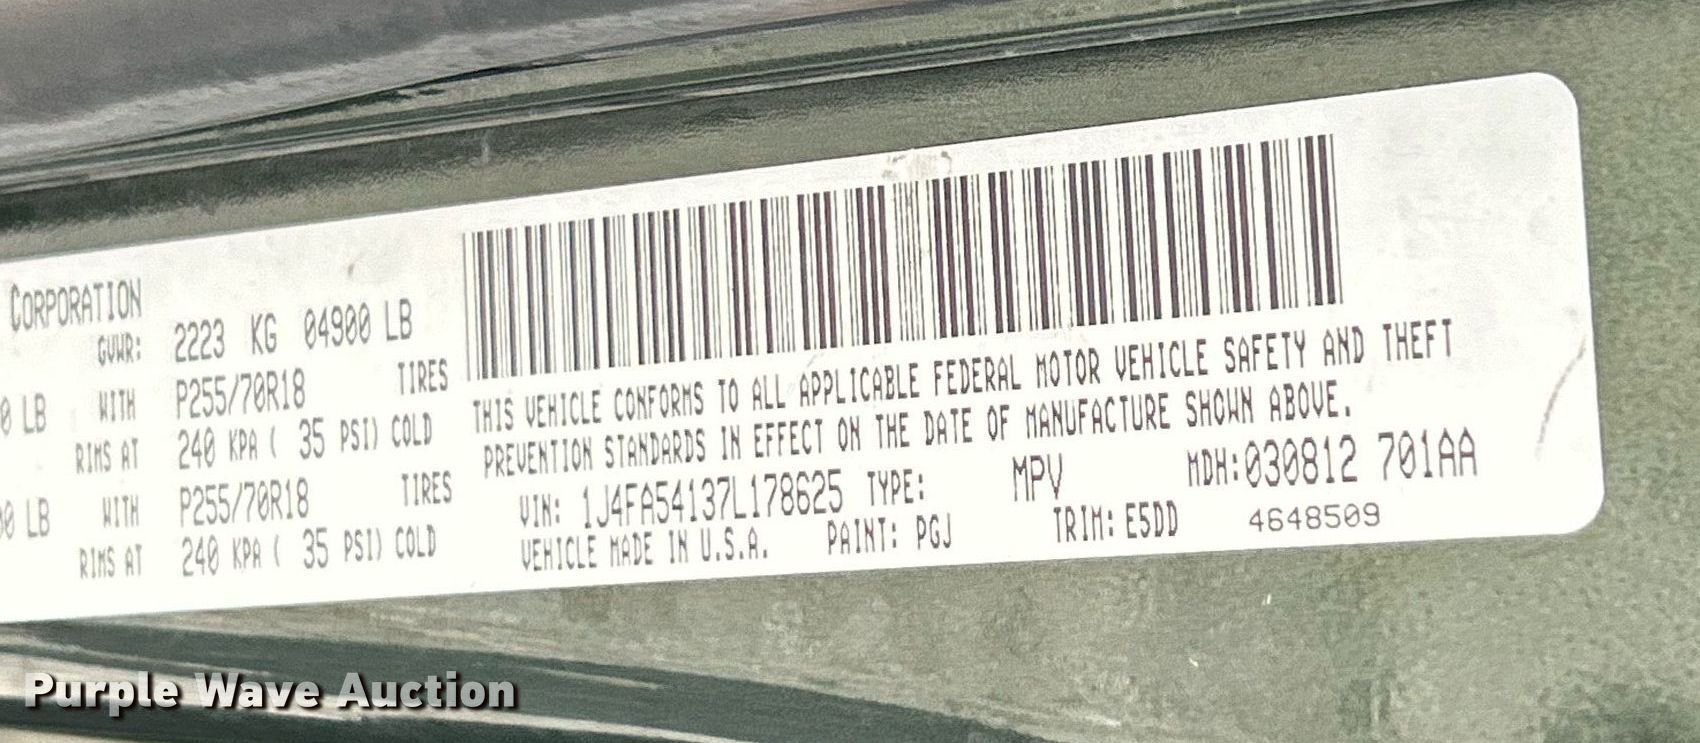 CORPORATION
GVWR: 2223 KG 04900 LB
0 LB WITH P255/70R18 TIRES
RIMS AT 240 KPA ( 35 PSI) COLD
00 LB WITH P255/70R18 TIRES
RIMS AT 240 KPA ( 35 PSI) COLD
THIS VEHICLE CONFORMS TO ALL APPLICABLE FEDERAL MOTOR VEHICLE SAFETY AND THEFT
PREVENTION STANDARDS IN EFFECT ON THE DATE OF MANUFACTURE SHOWN ABOVE.
VIN: 1J4FA54137L178625 TYPE: MPV MDH:030812 701AA
VEHICLE MADE IN U.S.A. PAINT: PGJ TRIM: E5DD 4648509
Purple Wave Auction